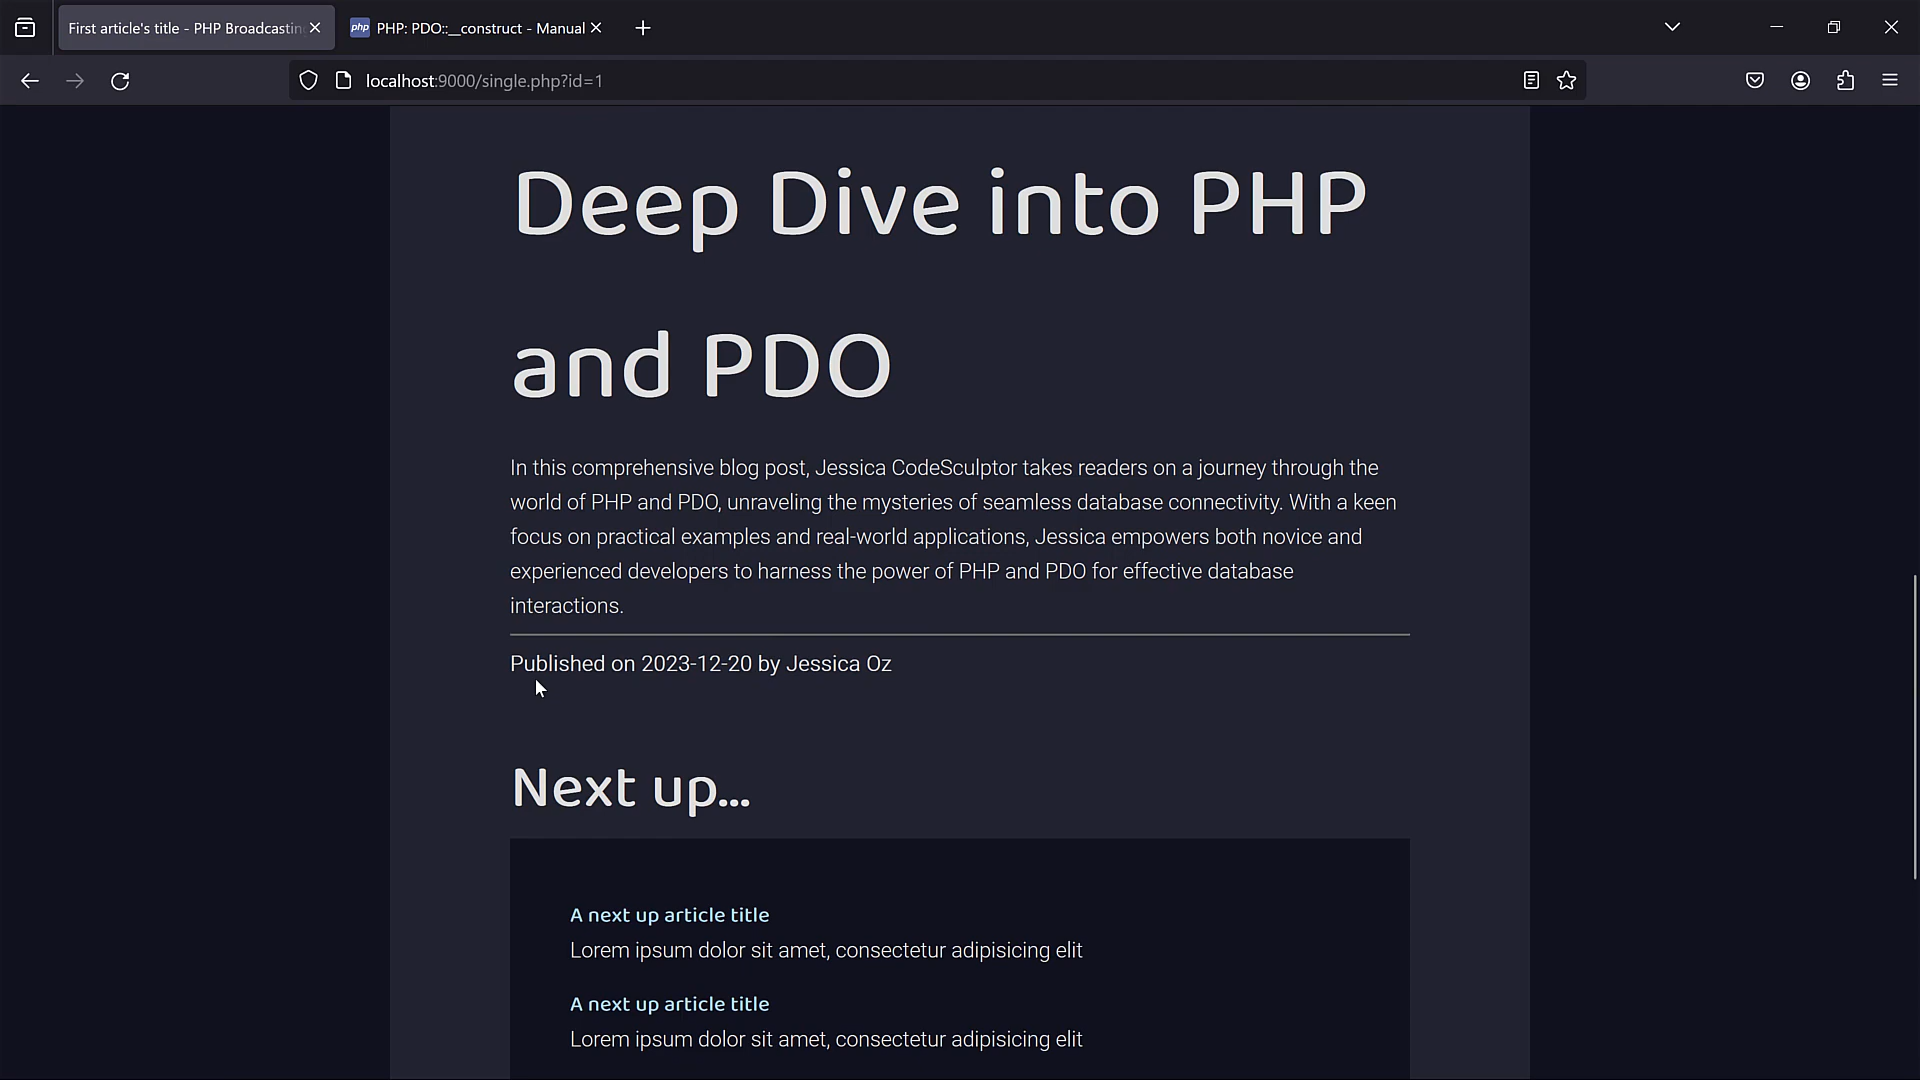 First article's title - PHP Broadcasting
php PHP: PDO::__construct - Manual
localhost:9000/single.php?id=1
Deep Dive into PHP
and PDO
In this comprehensive blog post, Jessica CodeSculptor takes readers on a journey through the
world of PHP and PDO, unraveling the mysteries of seamless database connectivity. With a keen
focus on practical examples and real-world applications, Jessica empowers both novice and
experienced developers to harness the power of PHP and PDO for effective database
interactions.
Published on 2023-12-20 by Jessica Oz
Next up...
A next up article title
Lorem ipsum dolor sit amet, consectetur adipisicing elit
A next up article title
Lorem ipsum dolor sit amet, consectetur adipisicing elit